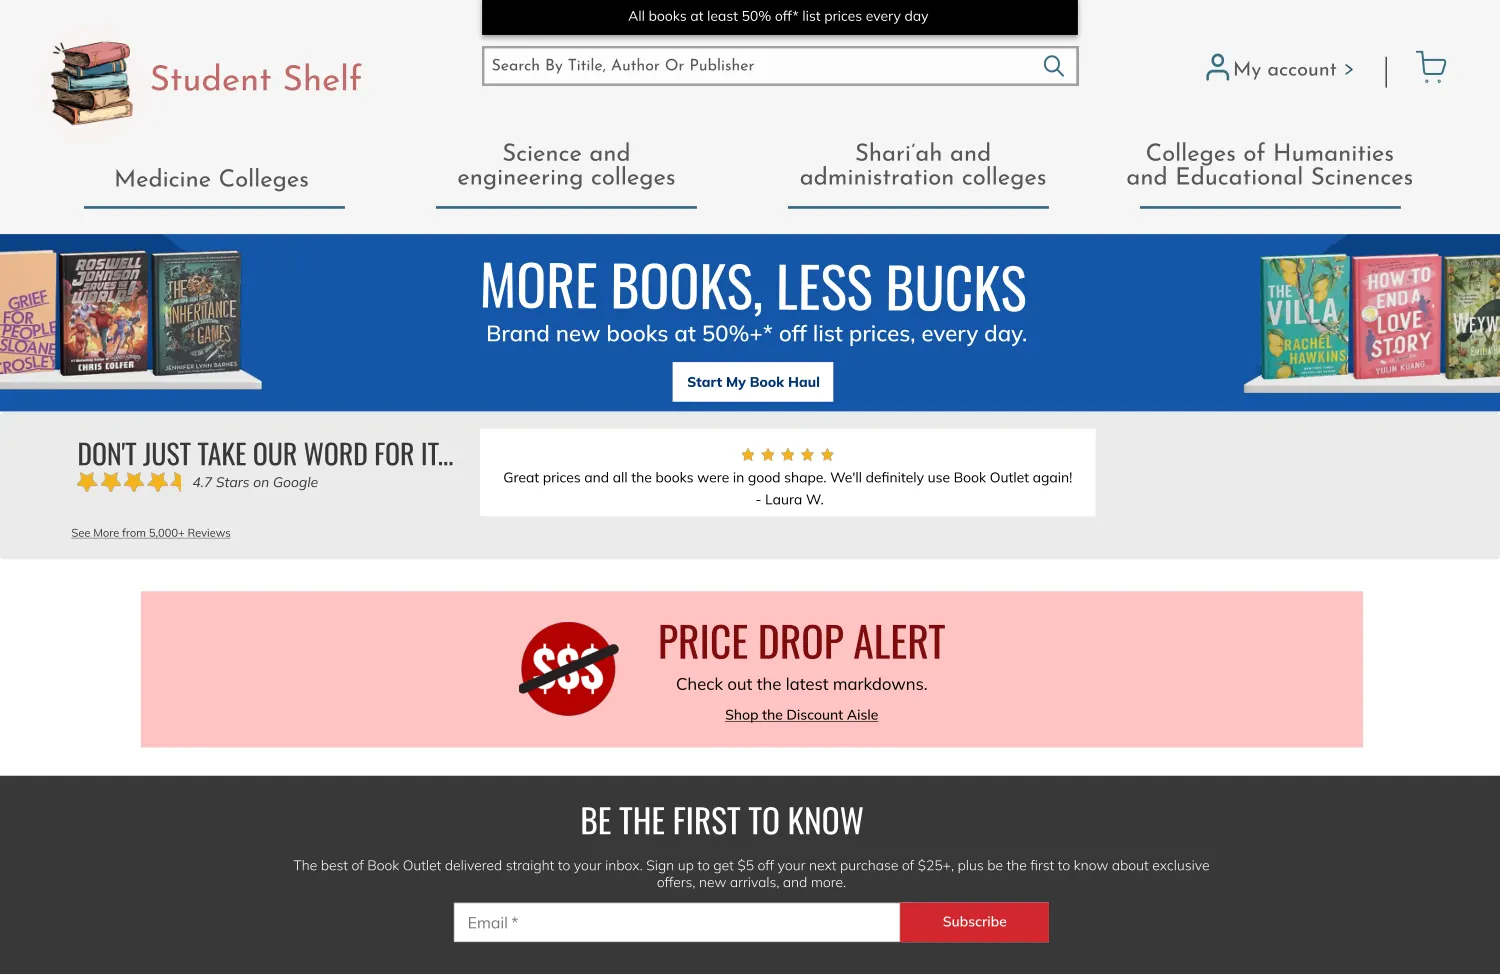 All books at least 50% off* list prices every day
Student Shelf
Search By Titile, Author Or Publisher
My account >
Medicine Colleges
Science and
engineering colleges
Shari'ah and
administration colleges
Colleges of Humanities
and Educational Scinences
MORE BOOKS, LESS BUCKS
Brand new books at 50%+* off list prices, every day.
Start My Book Haul
GRIEF
FOR
PEOPLE
SLOANE
CROSLEY
ROSWELL
JOHNSON
SAVES THE
WORLD
CHRIS COLFER
THE
INHERITANCE
GAMES
JENNIFER LYNN BARNES
THE
VILLA
RACHEL
HAWKINS
HOW TO
END A
LOVE
STORY
YULIN KUANG
WEYW
DON'T JUST TAKE OUR WORD FOR IT...
4.7 Stars on Google
See More from 5,000+ Reviews
Great prices and all the books were in good shape. We'll definitely use Book Outlet again!
- Laura W.
$$$
PRICE DROP ALERT
Check out the latest markdowns.
Shop the Discount Aisle
BE THE FIRST TO KNOW
The best of Book Outlet delivered straight to your inbox. Sign up to get $5 off your next purchase of $25+, plus be the first to know about exclusive
offers, new arrivals, and more.
Email *
Subscribe